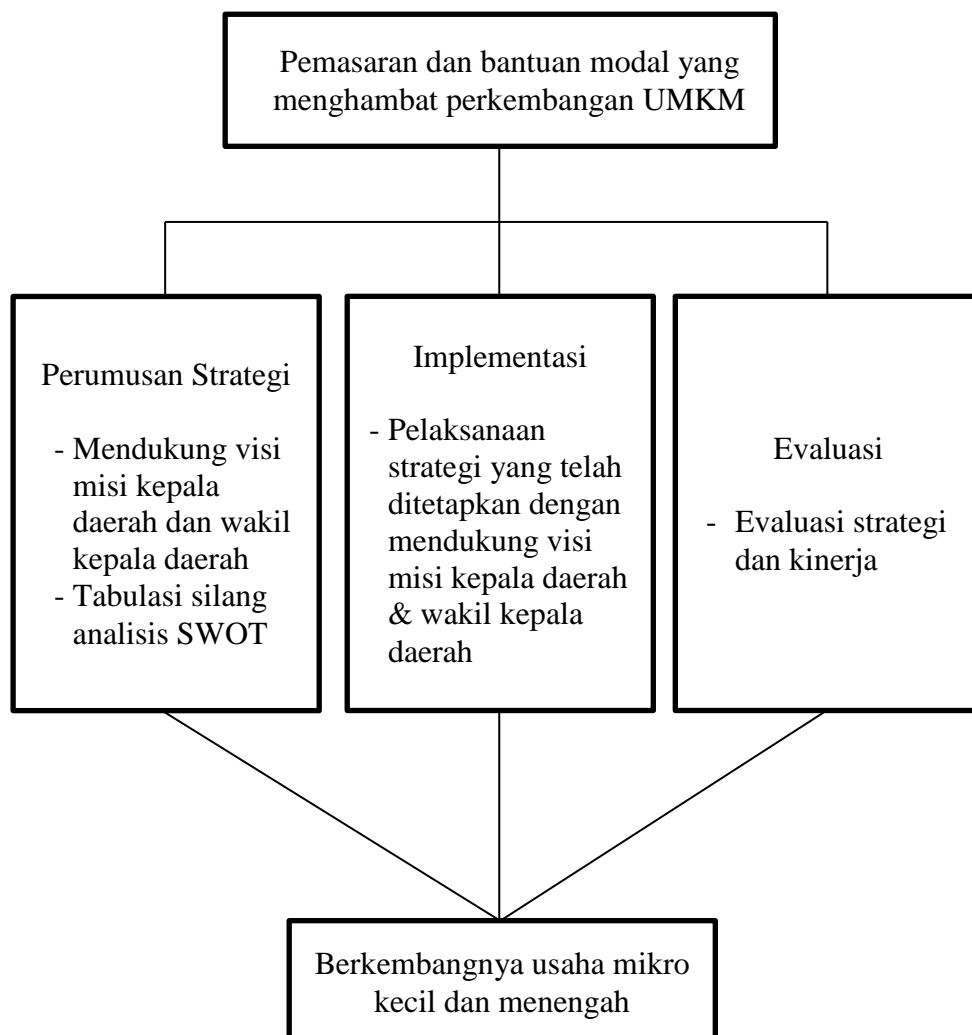 Pemasaran dan bantuan modal yang
menghambat perkembangan UMKM
Perumusan Strategi
- Mendukung visi
misi kepala
daerah dan wakil
kepala daerah
- Tabulasi silang
analisis SWOT
Implementasi
- Pelaksanaan
strategi yang telah
ditetapkan dengan
mendukung visi
misi kepala daerah
& wakil kepala
daerah
Evaluasi
- Evaluasi strategi
dan kinerja
Berkembangnya usaha mikro
kecil dan menengah